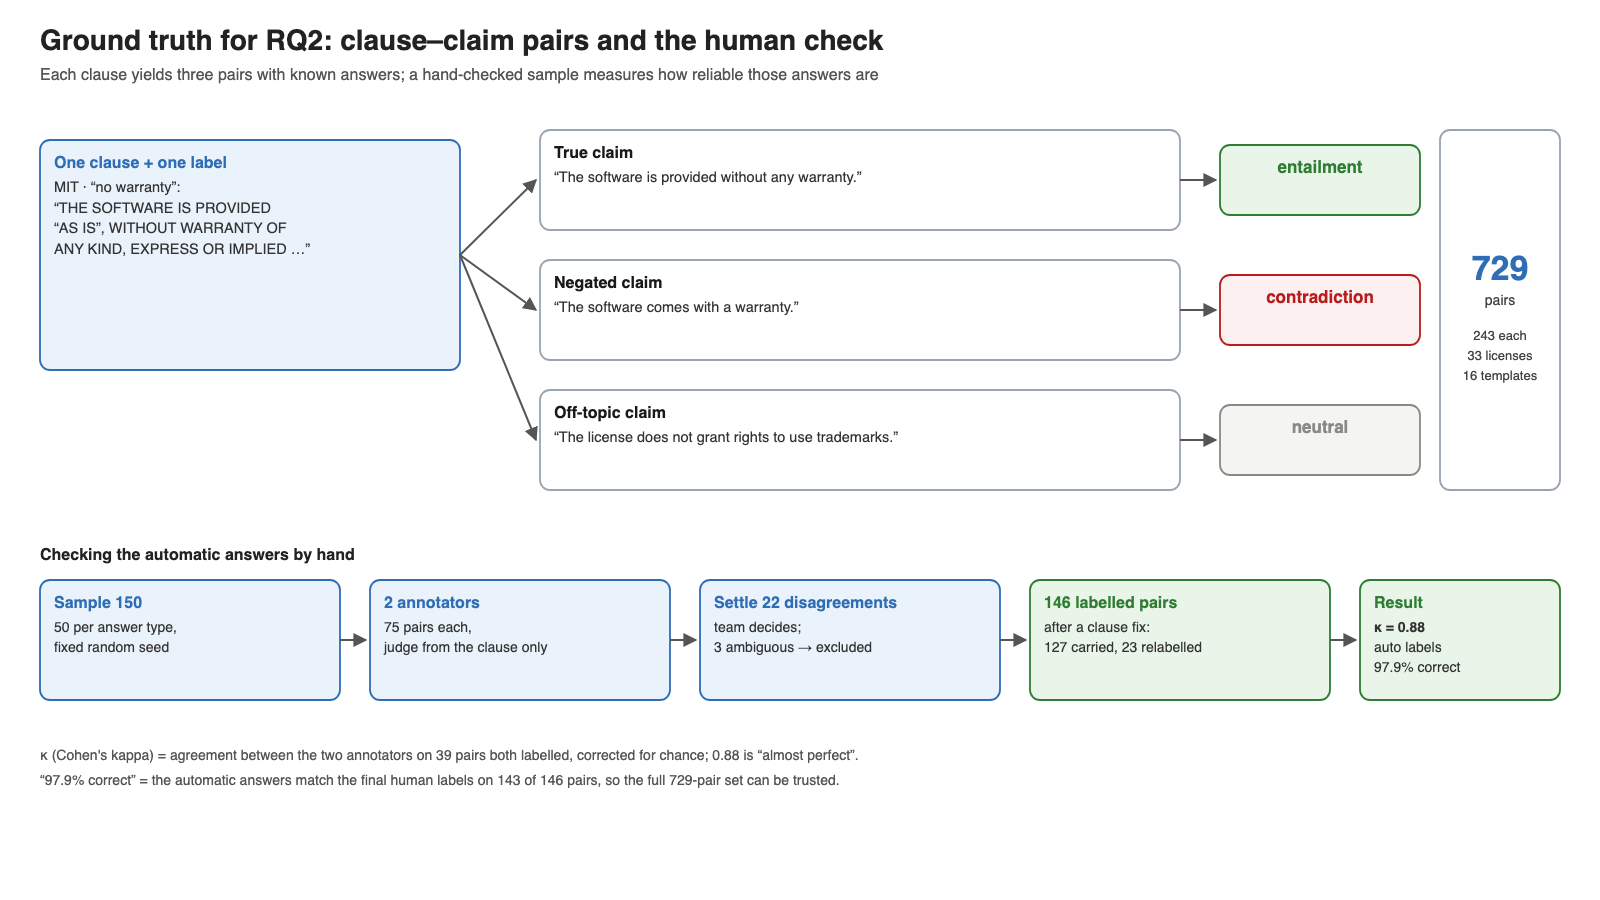 Ground truth for RQ2: clause–claim pairs and the human check
Each clause yields three pairs with known answers; a hand-checked sample measures how reliable those answers are
One clause + one label
MIT · “no warranty”:
“THE SOFTWARE IS PROVIDED
“AS IS”, WITHOUT WARRANTY OF
ANY KIND, EXPRESS OR IMPLIED …”
True claim
“The software is provided without any warranty.”
entailment
Negated claim
“The software comes with a warranty.”
contradiction
Off-topic claim
“The license does not grant rights to use trademarks.”
neutral
729
pairs
243 each
33 licenses
16 templates
Checking the automatic answers by hand
Sample 150
50 per answer type,
fixed random seed
2 annotators
75 pairs each,
judge from the clause only
Settle 22 disagreements
team decides;
3 ambiguous → excluded
146 labelled pairs
after a clause fix:
127 carried, 23 relabelled
Result
κ = 0.88
auto labels
97.9% correct
κ (Cohen's kappa) = agreement between the two annotators on 39 pairs both labelled, corrected for chance; 0.88 is “almost perfect”.
“97.9% correct” = the automatic answers match the final human labels on 143 of 146 pairs, so the full 729-pair set can be trusted.